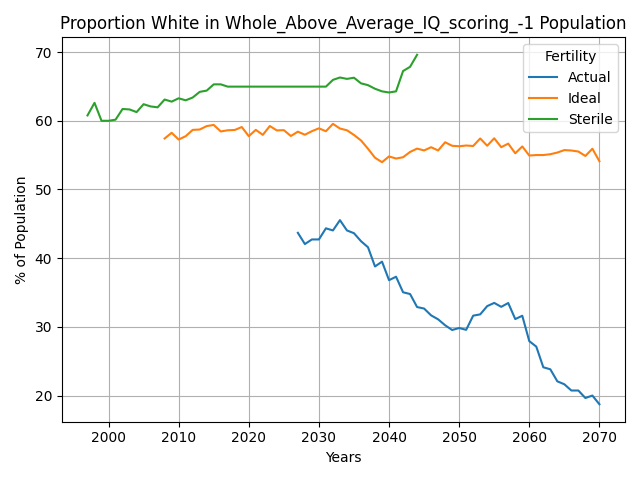 Proportion White in Whole_Above_Average_IQ_scoring_-1 Population
% of Population
70
60
50
40
30
20
Fertility
Actual
Ideal
Sterile
2000
2010
2020
2030
2040
2050
2060
2070
Years